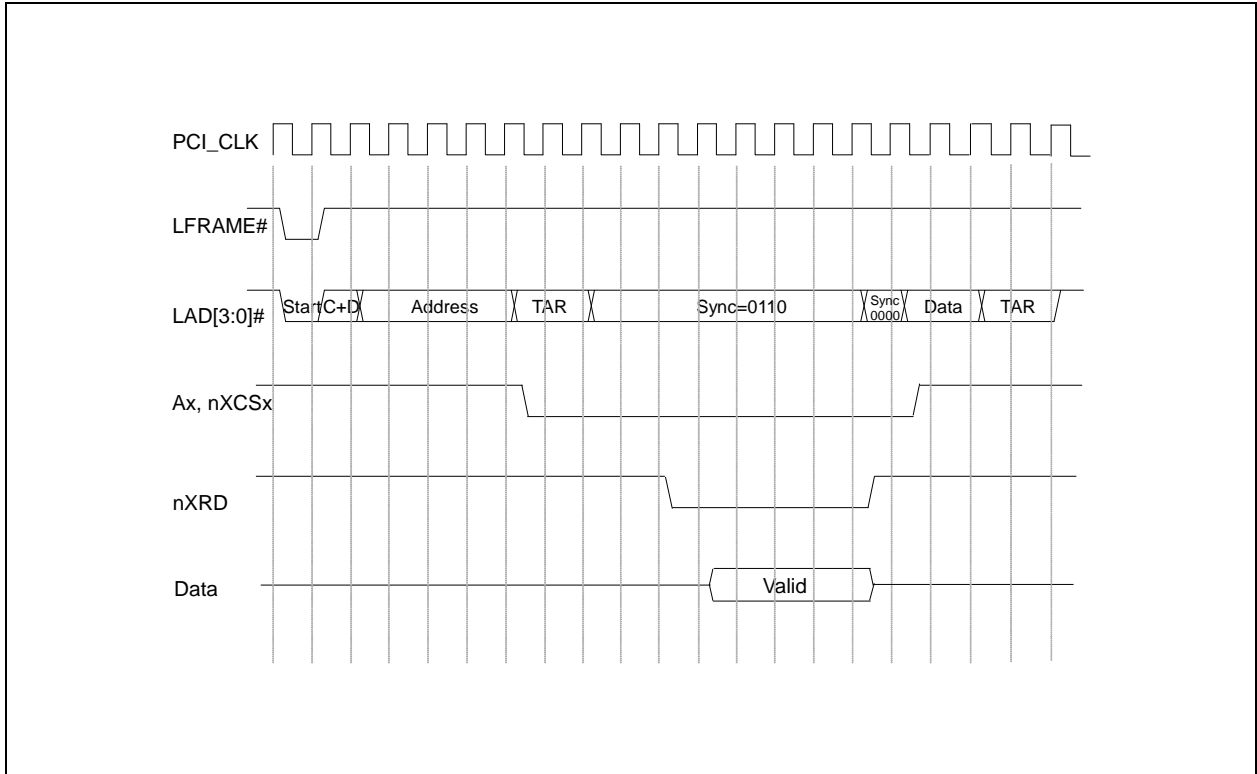 PCI_CLK
LFRAME#
LAD[3:0]#
Start
C+D
Address
TAR
Sync=0110
Sync
0000
Data
TAR
Ax, nXCSx
nXRD
Data
Valid